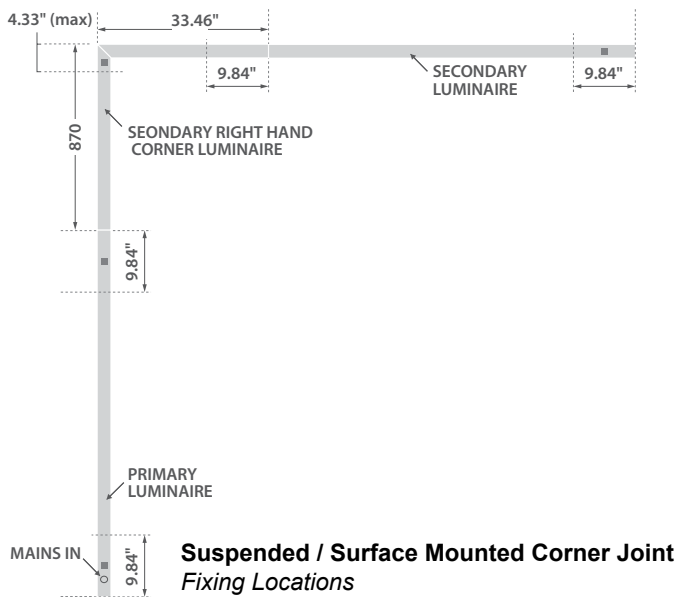 4.33" (max)
33.46"
9.84"
SECONDARY
LUMINAIRE
9.84"
870
SEONDARY RIGHT HAND
CORNER LUMINAIRE
9.84"
PRIMARY
LUMINAIRE
MAINS IN
9.84"
Suspended / Surface Mounted Corner Joint
Fixing Locations